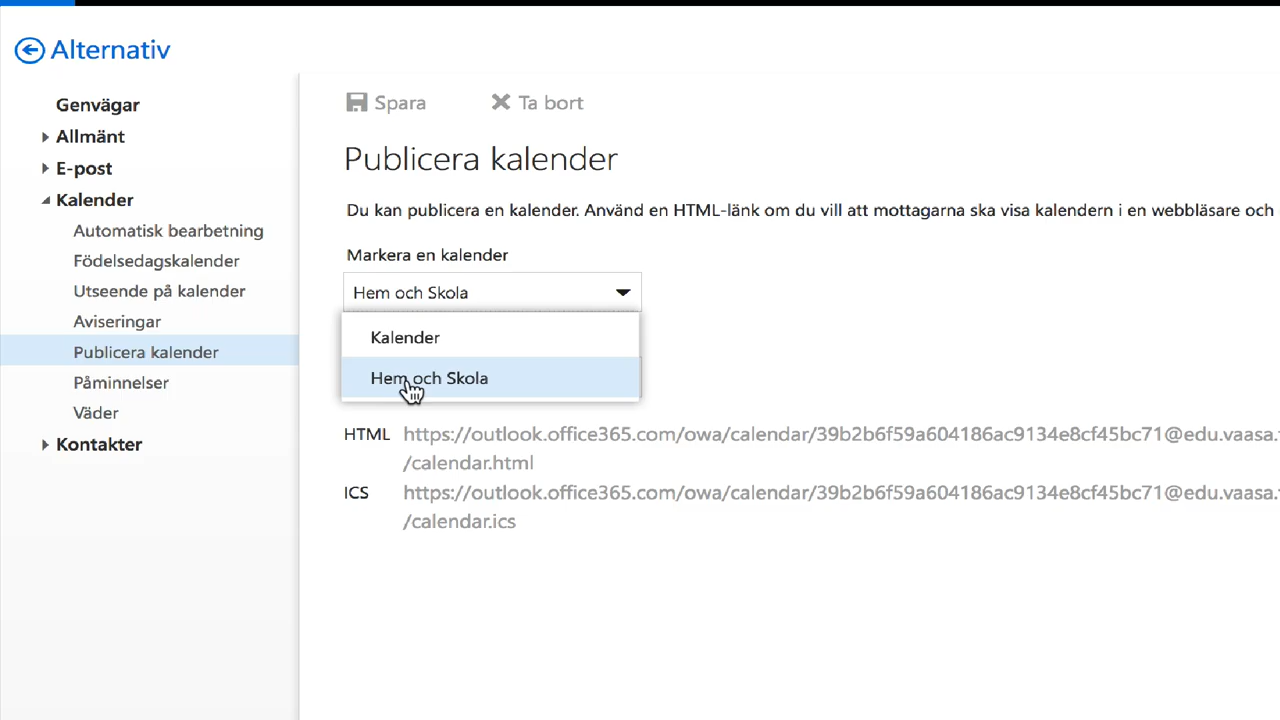 Alternativ
Genvägar
Allmänt
E-post
Kalender
Automatisk bearbetning
Födelsedagskalender
Utseende på kalender
Aviseringar
Publicera kalender
Påminnelser
Väder
Kontakter
Spara Ta bort
Publicera kalender
Du kan publicera en kalender. Använd en HTML-länk om du vill att mottagarna ska visa kalendern i en webbläsare och
Markera en kalender
Hem och Skola
Kalender
Hem och Skola
HTML https://outlook.office365.com/owa/calendar/39b2b6f59a604186ac9134e8cf45bc71@edu.vaasa.
/calendar.html
ICS https://outlook.office365.com/owa/calendar/39b2b6f59a604186ac9134e8cf45bc71@edu.vaasa.
/calendar.ics